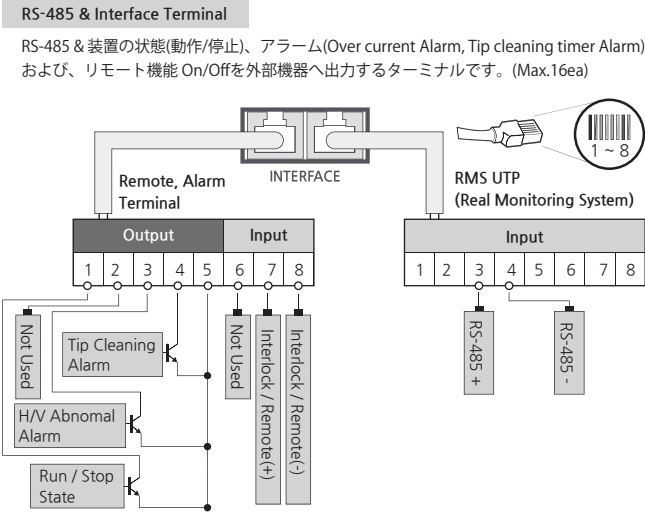 RS-485 & Interface Terminal
RS-485 & 装置の状態(動作/停止)、アラーム(Over current Alarm, Tip cleaning timer Alarm)
および、リモート機能 On/Offを外部機器へ出力するターミナルです。(Max.16ea)
1 ~ 8
INTERFACE
Remote, Alarm
Terminal
RMS UTP
(Real Monitoring System)
Output
Input
1 2 3 4 5 6 7 8
Input
1 2 3 4 5 6 7 8
Not Used
Tip Cleaning
Alarm
H/V Abnomal
Alarm
Run / Stop
State
Not Used
Interlock / Remote(+)
Interlock / Remote(-)
RS-485 +
RS-485 -